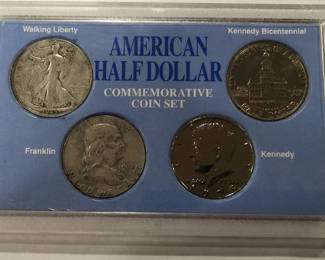 Walking Liberty
Kennedy Bicentennial
AMERICAN
HALF DOLLAR
COMMEMORATIVE
COIN SET
Franklin
Kennedy